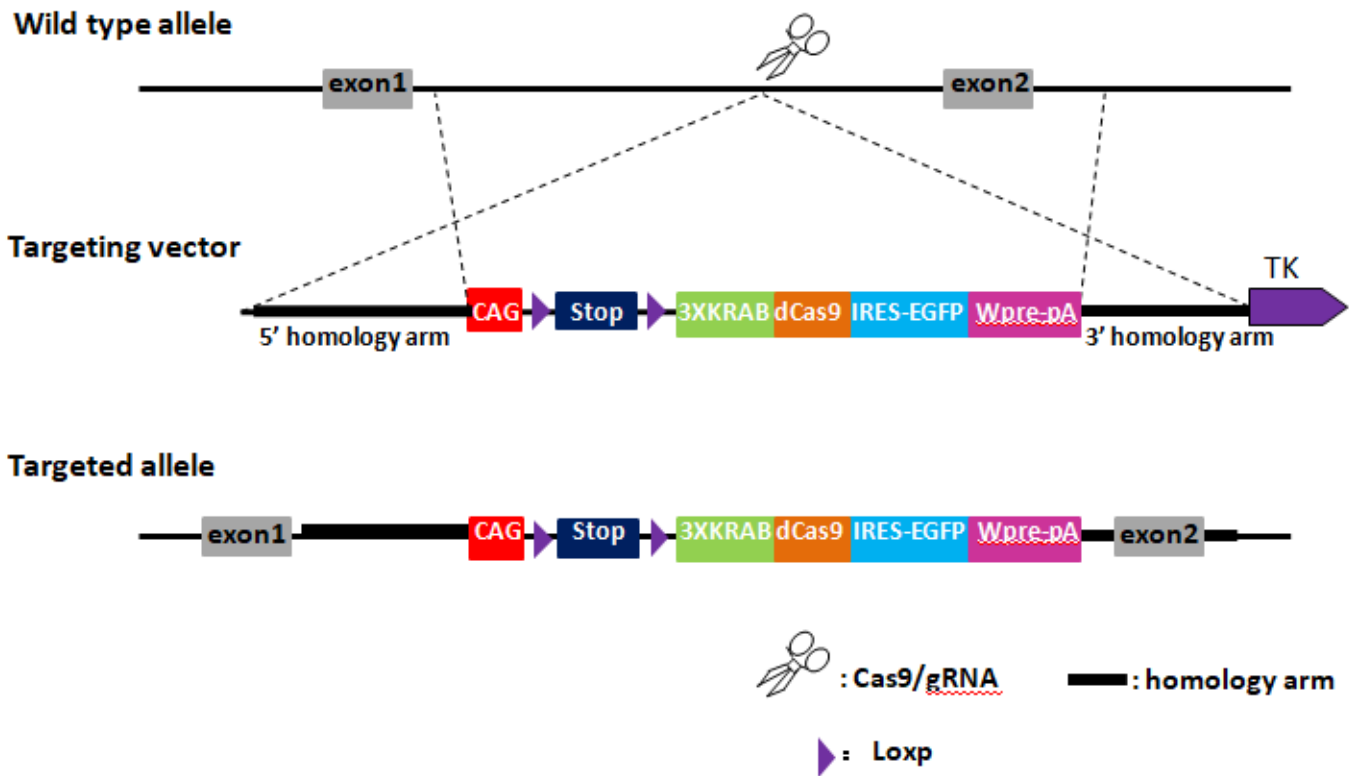 Wild type allele
exon1
exon2
Targeting vector
TK
CAG
Stop
3XKRAB
dCas9
IRES-EGFP
Wpre-pA
5’ homology arm
3’ homology arm
Targeted allele
exon1
CAG
Stop
3XKRAB
dCas9
IRES-EGFP
Wpre-pA
exon2
: Cas9/gRNA
: homology arm
: Loxp